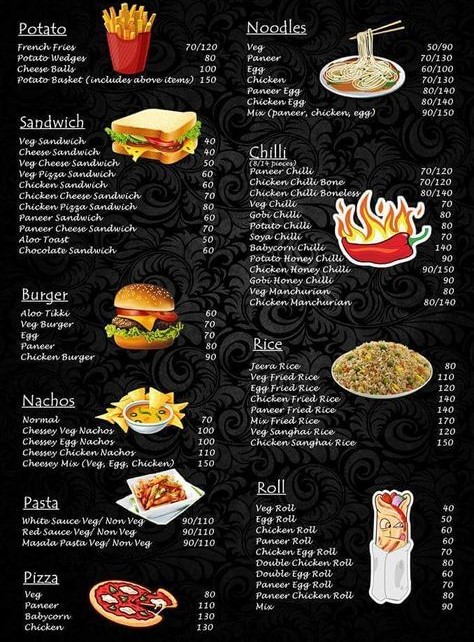 Potato
French Fries 70/120
Potato Wedges 80
Cheese Balls 100
Potato Basket (includes above items) 150
Sandwich
Veg Sandwich 40
Cheese Sandwich 40
Veg Cheese Sandwich 50
Veg Pizza Sandwich 60
Chicken Sandwich 60
Chicken Cheese Sandwich 70
Chicken Pizza Sandwich 80
Paneer Sandwich 60
Paneer Cheese Sandwich 70
Aloo Toast 50
Chocolate Sandwich 60
Burger
Aloo Tikki 60
Veg Burger 70
Egg 70
Paneer 80
Chicken Burger 90
Nachos
Normal 70
Cheesey Veg Nachos 100
Cheesey Egg Nachos 100
Cheesey Chicken Nachos 110
Cheesey Mix (Veg, Egg, Chicken) 150
Pasta
White Sauce Veg/ Non Veg 90/110
Red Sauce Veg/ Non Veg 90/110
Masala Pasta Veg/ Non Veg 90/110
Pizza
Veg 80
Paneer 110
Babycorn 130
Chicken 130
Noodles
Veg 50/90
Paneer 70/130
Egg 60/100
Chicken 70/130
Paneer Egg 80/140
Chicken Egg 80/140
Mix (paneer, chicken, egg) 90/150
Chilli
(8/14 pieces)
Paneer Chilli 70/120
Chicken Chilli Bone 70/120
Chicken Chilli Boneless 80/140
Veg Chilli 70
Gobi Chilli 80
Potato Chilli 80
Soya Chilli 70
Babycorn Chilli 140
Potato Honey Chilli 90
Chicken Honey Chilli 90/150
Gobi Honey Chilli 90
Veg Manchurian 80
Chicken Manchurian 80/140
Rice
Jeera Rice 80
Veg Fried Rice 110
Egg Fried Rice 120
Chicken Fried Rice 140
Paneer Fried Rice 140
Mix Fried Rice 170
Veg Sanghai Rice 120
Chicken Sanghai Rice 150
Roll
Veg Roll 40
Egg Roll 50
Chicken Roll 60
Paneer Roll 60
Chicken Egg Roll 70
Double Chicken Roll 80
Double Egg Roll 60
Paneer Egg Roll 70
Paneer Chicken Roll 80
Mix 90